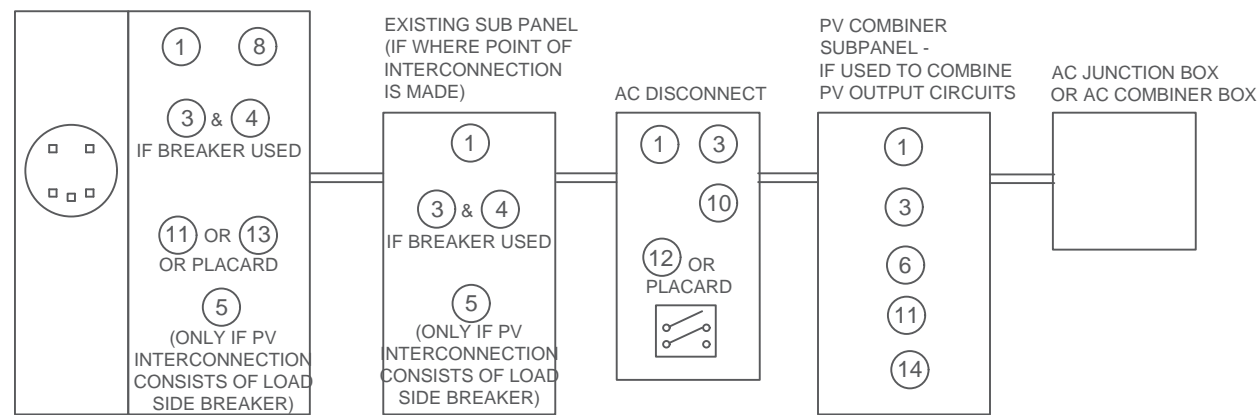 1 8
3 & 4
IF BREAKER USED
11 OR 13
OR PLACARD
5
(ONLY IF PV
INTERCONNECTION
CONSISTS OF LOAD
SIDE BREAKER)
EXISTING SUB PANEL
(IF WHERE POINT OF
INTERCONNECTION
IS MADE)
1
3 & 4
IF BREAKER USED
5
(ONLY IF PV
INTERCONNECTION
CONSISTS OF LOAD
SIDE BREAKER)
AC DISCONNECT
1 3
10
12 OR
PLACARD
PV COMBINER
SUBPANEL -
IF USED TO COMBINE
PV OUTPUT CIRCUITS
1
3
6
11
14
AC JUNCTION BOX
OR AC COMBINER BOX